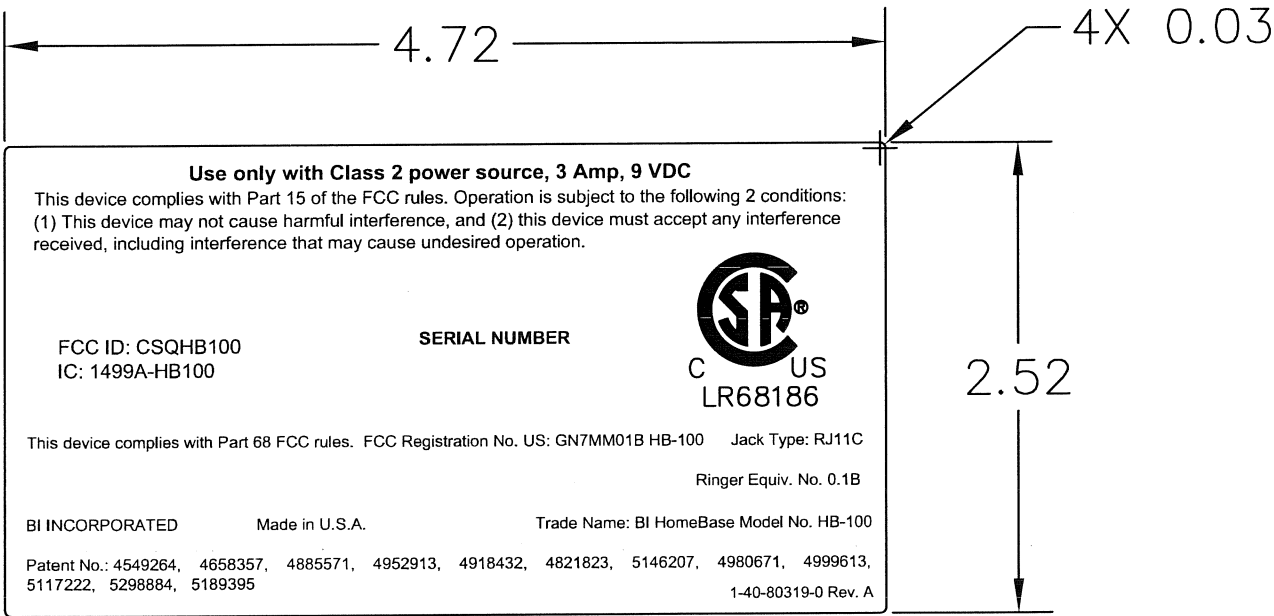 4.72
4X 0.03
Use only with Class 2 power source, 3 Amp, 9 VDC
This device complies with Part 15 of the FCC rules. Operation is subject to the following 2 conditions:
(1) This device may not cause harmful interference, and (2) this device must accept any interference
received, including interference that may cause undesired operation.
SA®
FCC ID: CSQHB100
IC: 1499A-HB100
SERIAL NUMBER
C US
LR68186
2.52
This device complies with Part 68 FCC rules. FCC Registration No. US: GN7MM01B HB-100 Jack Type: RJ11C
Ringer Equiv. No. 0.1B
BI INCORPORATED Made in U.S.A. Trade Name: BI HomeBase Model No. HB-100
Patent No.: 4549264, 4658357, 4885571, 4952913, 4918432, 4821823, 5146207, 4980671, 4999613,
5117222, 5298884, 5189395
1-40-80319-0 Rev. A